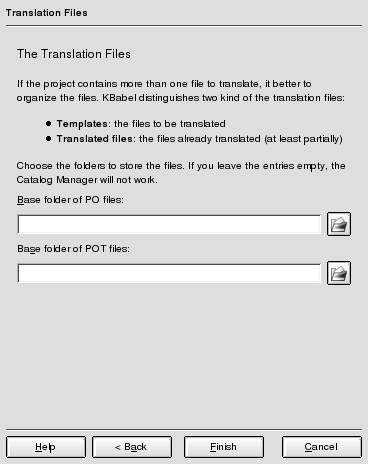 Translation Files
The Translation Files
If the project contains more than one file to translate, it better to
organize the files. KBabel distinguishes two kind of the translation files:
● Templates: the files to be translated
● Translated files: the files already translated (at least partially)
Choose the folders to store the files. If you leave the entries empty, the
Catalog Manager will not work.
Base folder of PO files:
Base folder of POT files:
Help < Back Finish Cancel